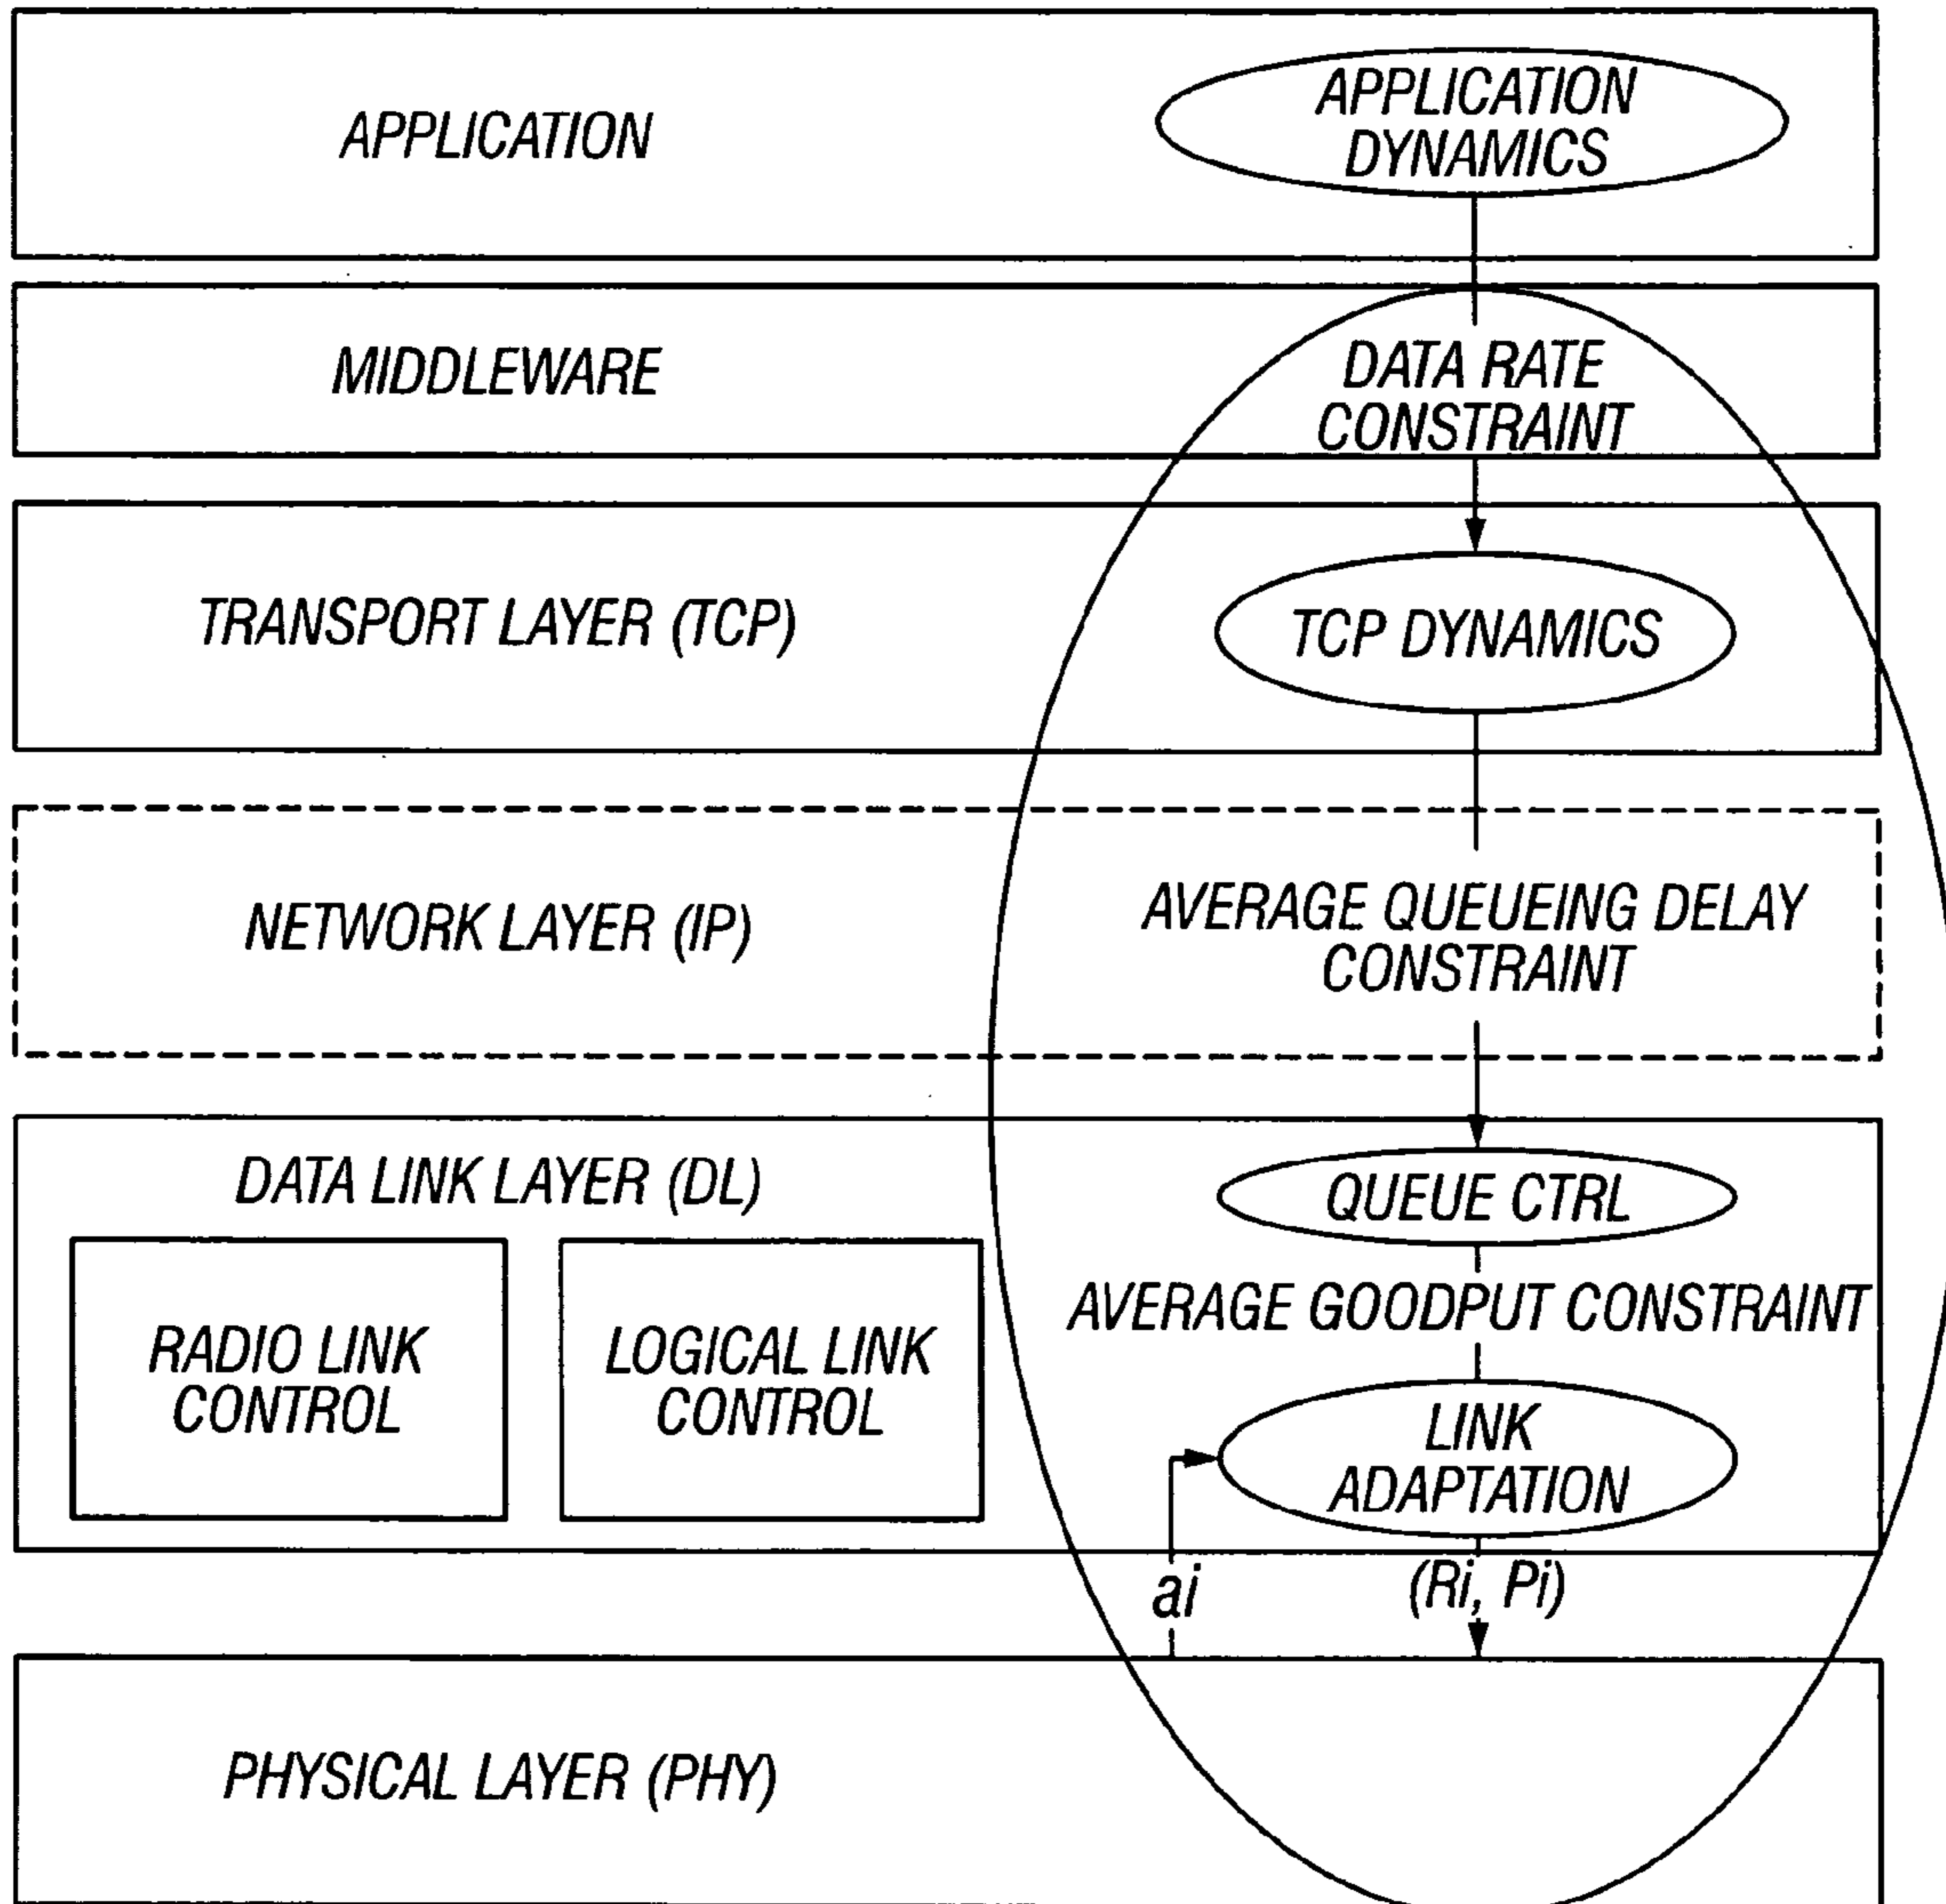 APPLICATION
APPLICATION
DYNAMICS
MIDDLEWARE
DATA RATE
CONSTRAINT
TRANSPORT LAYER (TCP)
TCP DYNAMICS
NETWORK LAYER (IP)
AVERAGE QUEUEING DELAY
CONSTRAINT
DATA LINK LAYER (DL)
QUEUE CTRL
AVERAGE GOODPUT CONSTRAINT
RADIO LINK
CONTROL
LOGICAL LINK
CONTROL
LINK
ADAPTATION
ai
(Ri, Pi)
PHYSICAL LAYER (PHY)